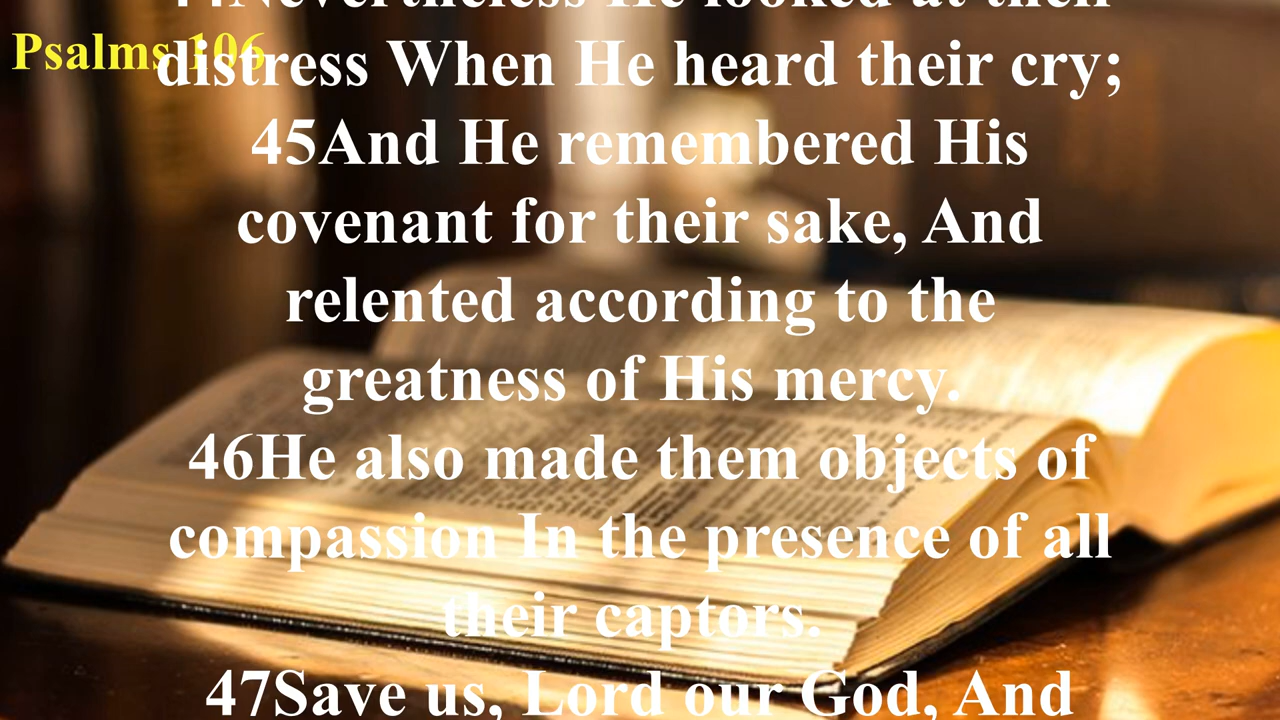 44Nevertheless He looked at their
Psalms 106
distress When He heard their cry;
45And He remembered His
covenant for their sake, And
relented according to the
greatness of His mercy.
46He also made them objects of
compassion In the presence of all
their captors.
47Save us, Lord our God, And